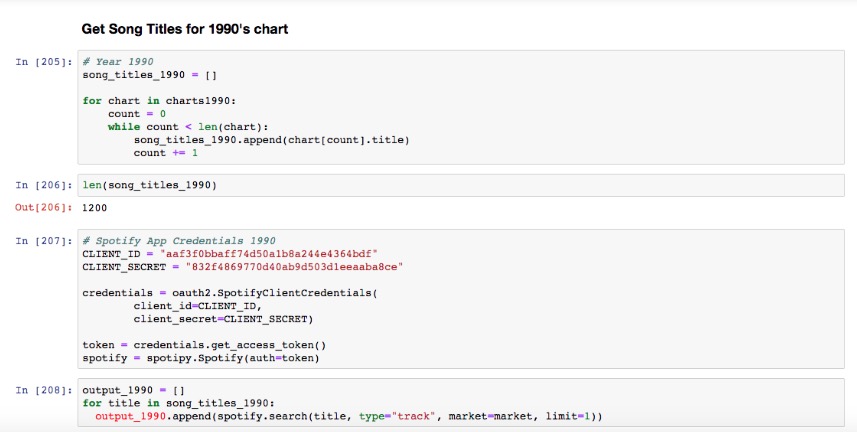 Get Song Titles for 1990's chart
In [205]: # Year 1990
song_titles_1990 = []
for chart in charts1990:
count = 0
while count < len(chart):
song_titles_1990.append(chart[count].title)
count += 1
In [206]: len(song_titles_1990)
Out[206]: 1200
In [207]: # Spotify App Credentials 1990
CLIENT_ID = "aaf3f0bbaff74d50a1b8a244e4364bdf"
CLIENT_SECRET = "832f4869770d40ab9d503d1eeaaba8ce"
credentials = oauth2.SpotifyClientCredentials(
client_id=CLIENT_ID,
client_secret=CLIENT_SECRET)
token = credentials.get_access_token()
spotify = spotipy.Spotify(auth=token)
In [208]: output_1990 = []
for title in song_titles_1990:
output_1990.append(spotify.search(title, type="track", market=market, limit=1))